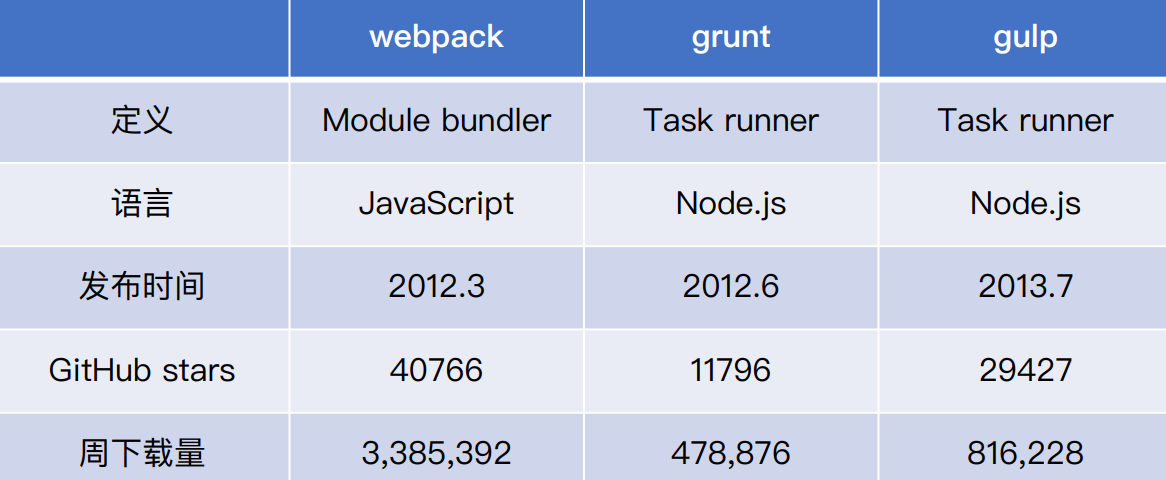 webpack grunt gulp
定义 Module bundler Task runner Task runner
语言 JavaScript Node.js Node.js
发布时间 2012.3 2012.6 2013.7
GitHub stars 40766 11796 29427
周下载量 3,385,392 478,876 816,228